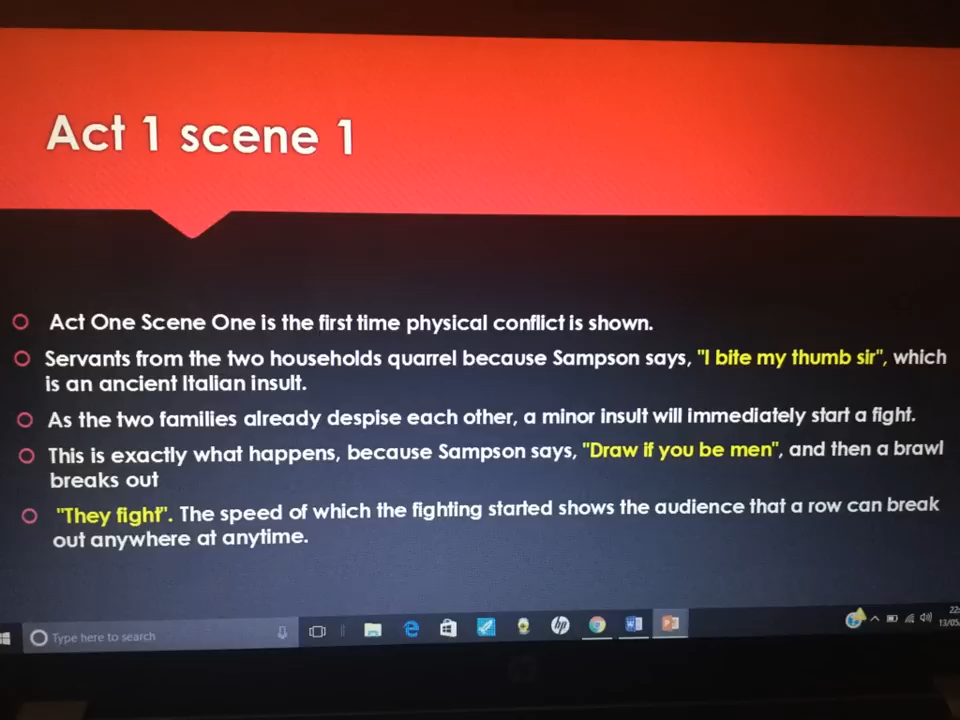 Act 1 scene 1
Act One Scene One is the first time physical conflict is shown.
Servants from the two households quarrel because Sampson says, "I bite my thumb sir", which
is an ancient Italian insult.
As the two families already despise each other, a minor insult will immediately start a fight.
This is exactly what happens, because Sampson says, "Draw if you be men", and then a brawl
breaks out
"They fight". The speed of which the fighting started shows the audience that a row can break
out anywhere at anytime.
Type here to search
hp